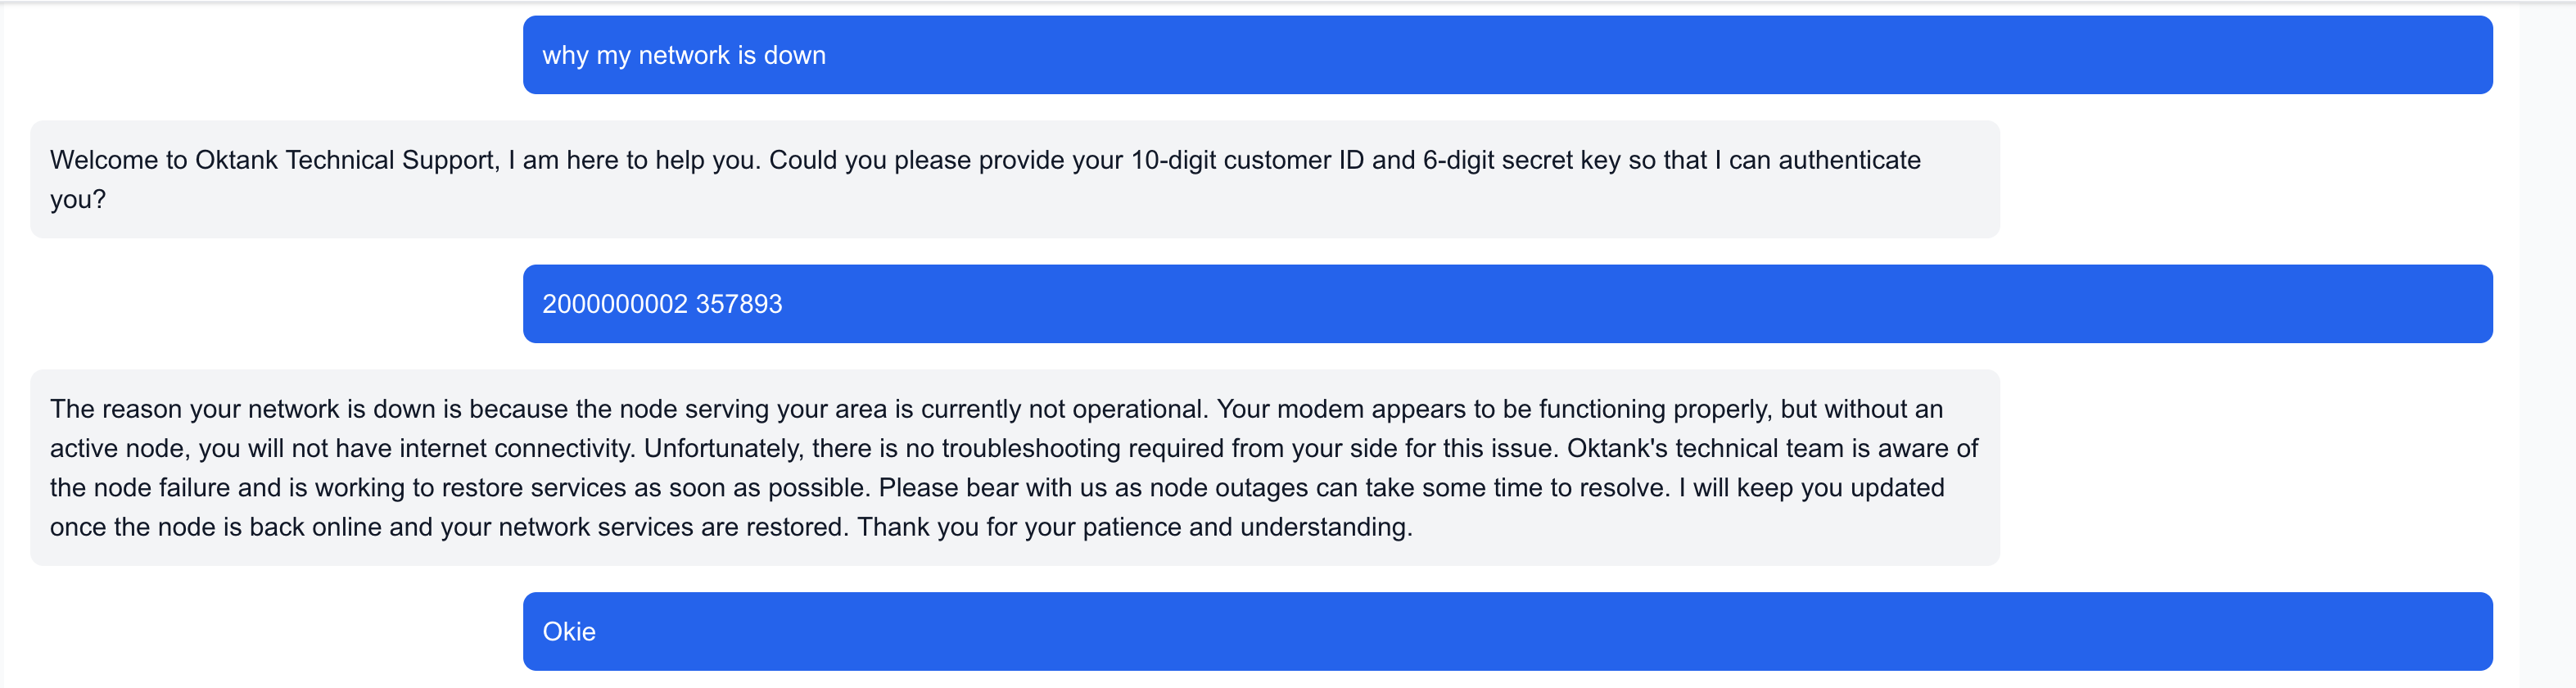 why my network is down
Welcome to Oktank Technical Support, I am here to help you. Could you please provide your 10-digit customer ID and 6-digit secret key so that I can authenticate
you?
2000000002 357893
The reason your network is down is because the node serving your area is currently not operational. Your modem appears to be functioning properly, but without an
active node, you will not have internet connectivity. Unfortunately, there is no troubleshooting required from your side for this issue. Oktank's technical team is aware of
the node failure and is working to restore services as soon as possible. Please bear with us as node outages can take some time to resolve. I will keep you updated
once the node is back online and your network services are restored. Thank you for your patience and understanding.
Okie